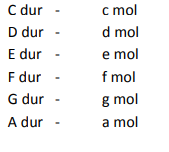 C dur - c mol
D dur - d mol
E dur - e mol
F dur - f mol
G dur - g mol
A dur - a mol